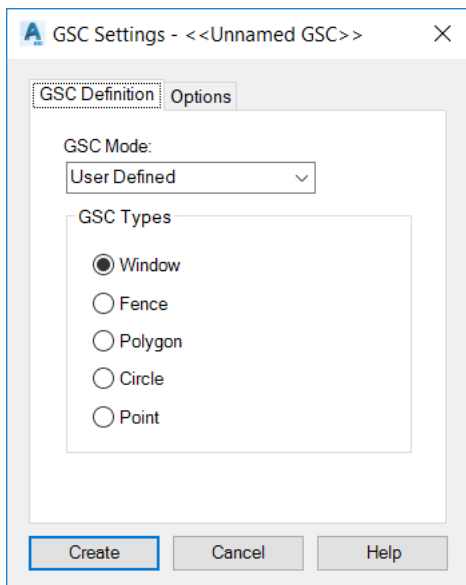 GSC Settings - <<Unnamed GSC>>
GSC Definition Options
GSC Mode:
User Defined
GSC Types
Window
Fence
Polygon
Circle
Point
Create Cancel Help